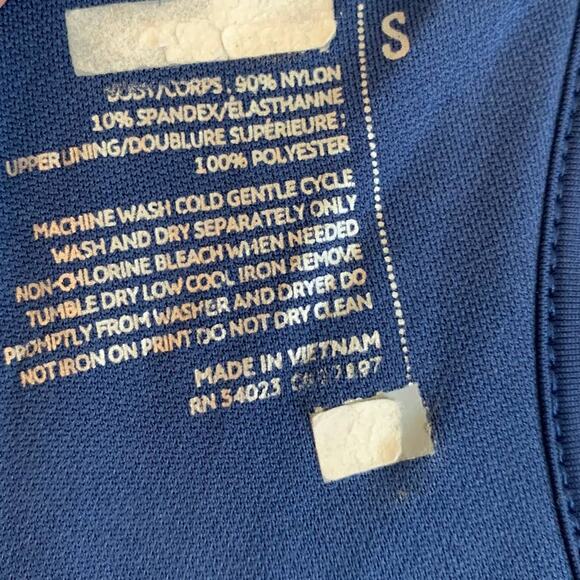 S
BODY/CORPS : 90% NYLON
10% SPANDEX/ÉLASTHANNE
UPPER LINING/DOUBLURE SUPÉRIEURE :
100% POLYESTER
MACHINE WASH COLD GENTLE CYCLE
WASH AND DRY SEPARATELY ONLY
NON-CHLORINE BLEACH WHEN NEEDED
TUMBLE DRY LOW COOL IRON REMOVE
PROMPTLY FROM WASHER AND DRYER DO
NOT IRON ON PRINT DO NOT DRY CLEAN
MADE IN VIETNAM
RN 54023